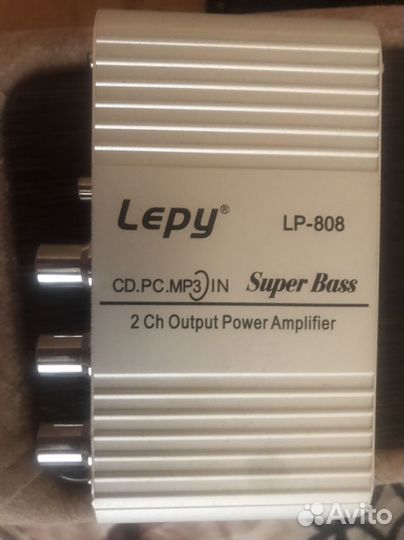 Lepy® LP-808
CD.PC.MP3 IN Super Bass
2 Ch Output Power Amplifier
Avito